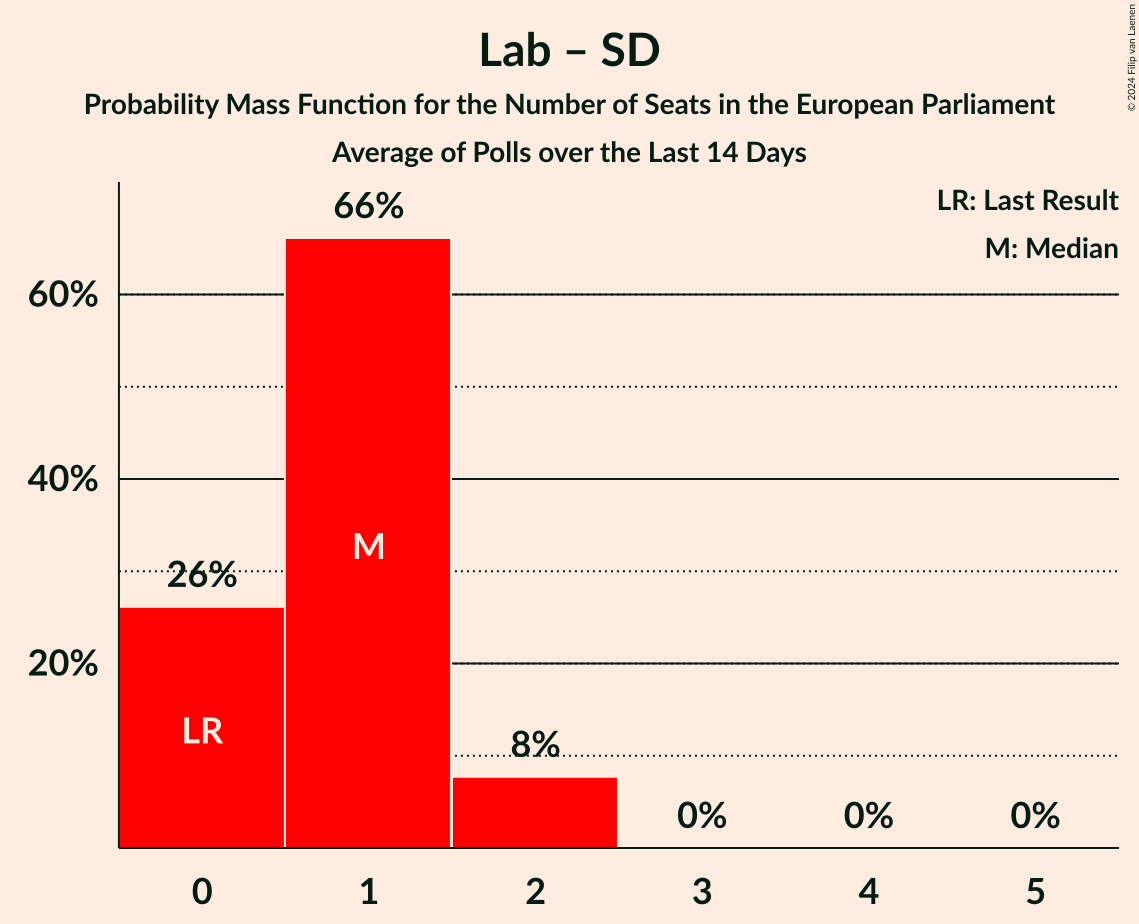 Lab – SD
Probability Mass Function for the Number of Seats in the European Parliament
Average of Polls over the Last 14 Days
© 2024 Filip van Laenen
LR: Last Result
M: Median
66%
60%
40%
M
26%
20%
LR
8%
0%
0%
0%
0
1
2
3
4
5